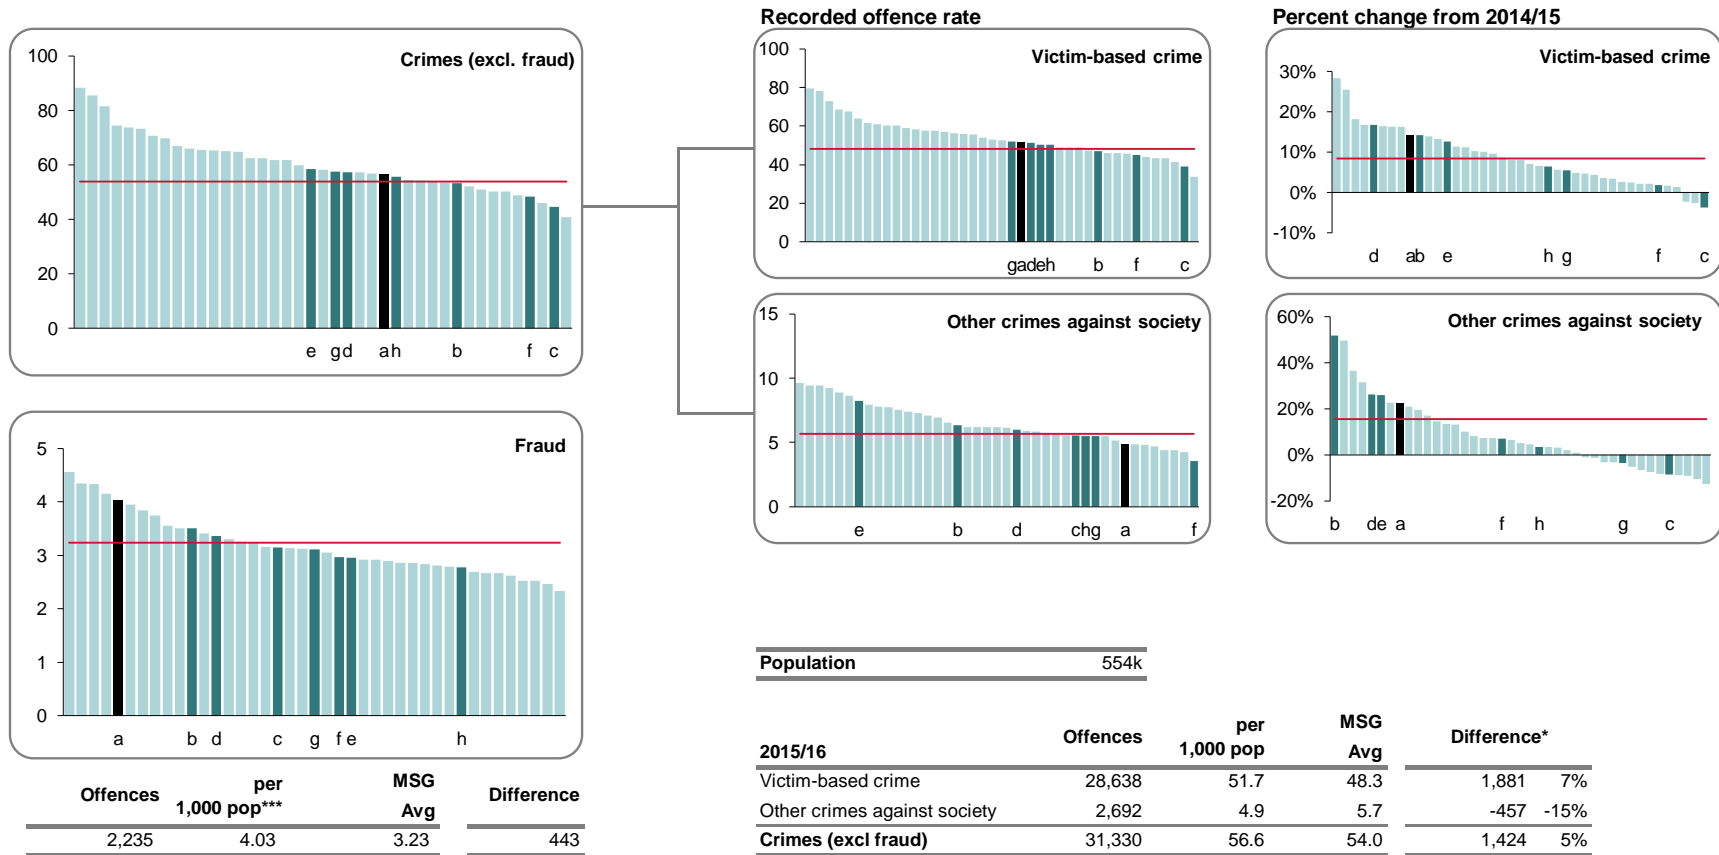 Recorded offence rate
Percent change from 2014/15
Crimes (excl. fraud)
100
80
60
40
20
0
e gd ah b f c
Victim-based crime
100
80
60
40
20
0
gadeh b f c
Victim-based crime
30%
20%
10%
0%
-10%
d ab e h g f c
Other crimes against society
15
10
5
0
e b d chg a f
Other crimes against society
60%
40%
20%
0%
-20%
b de a f h g c
Fraud
5
4
3
2
1
0
a b d c g f e h
Offences per 1,000 pop*** MSG Avg Difference
2,235 4.03 3.23 443
Population 554k
2015/16 Offences per 1,000 pop MSG Avg Difference*
Victim-based crime 28,638 51.7 48.3 1,881 7%
Other crimes against society 2,692 4.9 5.7 -457 -15%
Crimes (excl fraud) 31,330 56.6 54.0 1,424 5%